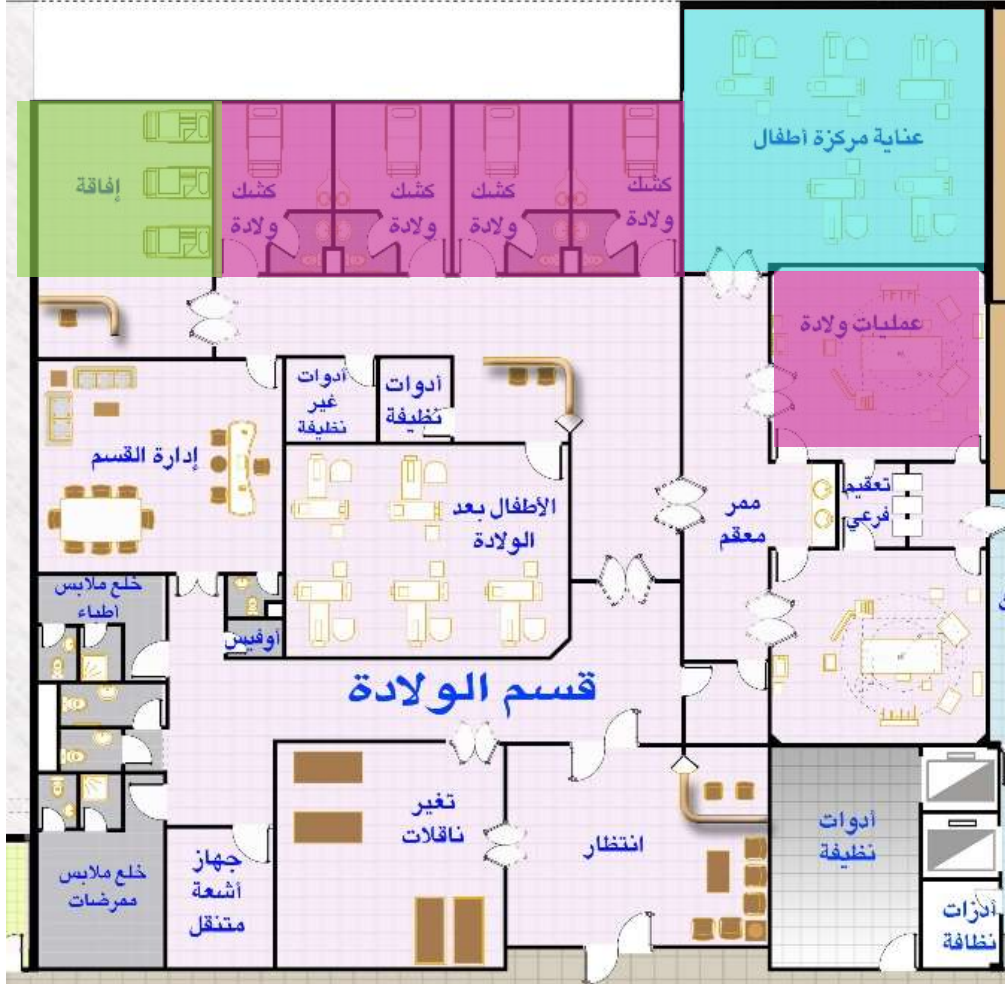 عناية مركزة أطفال
إفاقة
كشك
ولادة
كشك
ولادة
كشك
ولادة
كشك
ولادة
عمليات ولادة
أدوات
غير
نظيفة
أدوات
نظيفة
إدارة القسم
الأطفال بعد
الولادة
ممر
معقم
تعقيم
فرعي
خلع ملابس
أطباء
أوفيس
قسم الولادة
تغير
ناقلات
انتظار
أدوات
نظيفة
جهاز
أشعة
متنقل
خلع ملابس
ممرضات
أدزات
نظافة